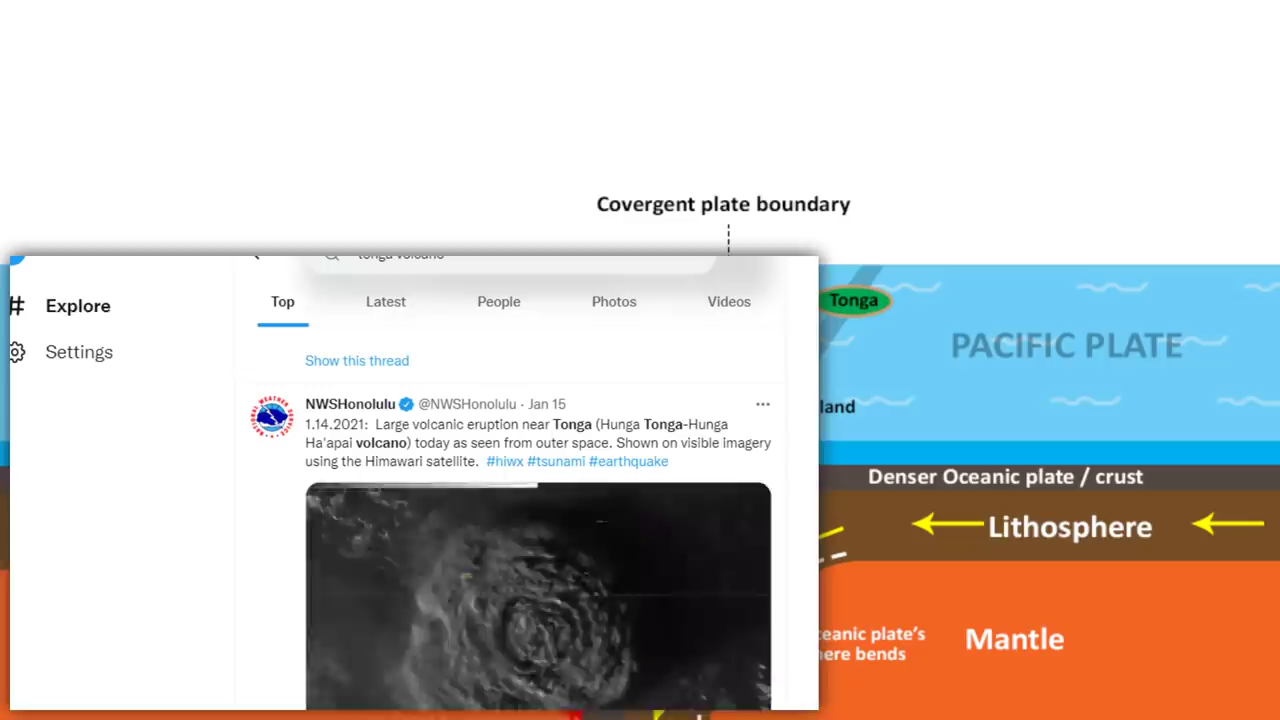 Covergent plate boundary
tonga volcano
# Explore
Top
Latest
People
Photos
Videos
Settings
Show this thread
NWSHonolulu @NWSHonolulu · Jan 15
1.14.2021: Large volcanic eruption near Tonga (Hunga Tonga-Hunga
Ha'apai volcano) today as seen from outer space. Shown on visible imagery
using the Himawari satellite. #hiwx #tsunami #earthquake
Tonga
PACIFIC PLATE
land
Denser Oceanic plate / crust
Lithosphere
ceanic plate's
here bends
Mantle